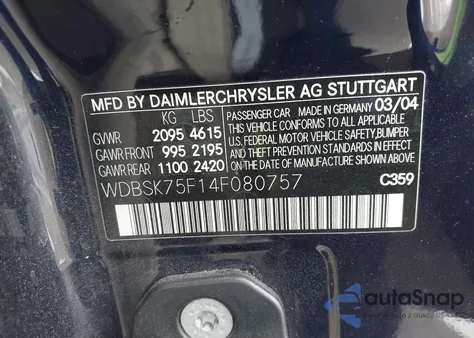 MFD BY DAIMLERCHRYSLER AG STUTTGART
KG LBS PASSENGER CAR/MADE IN GERMANY 03/04
GVWR 2095 4615 THIS VEHICLE CONFORMS TO ALL APPLICABLE
GAWR FRONT 995 2195 U.S. FEDERAL MOTOR VEHICLE SAFETY,BUMPER
GAWR REAR 1100 2420 AND THEFT PREVENTION STANDARDS IN EFFECT
ON THE DATE OF MANUFACTURE SHOWN ABOVE
WDBSK75F14F080757 C359
autaSnap